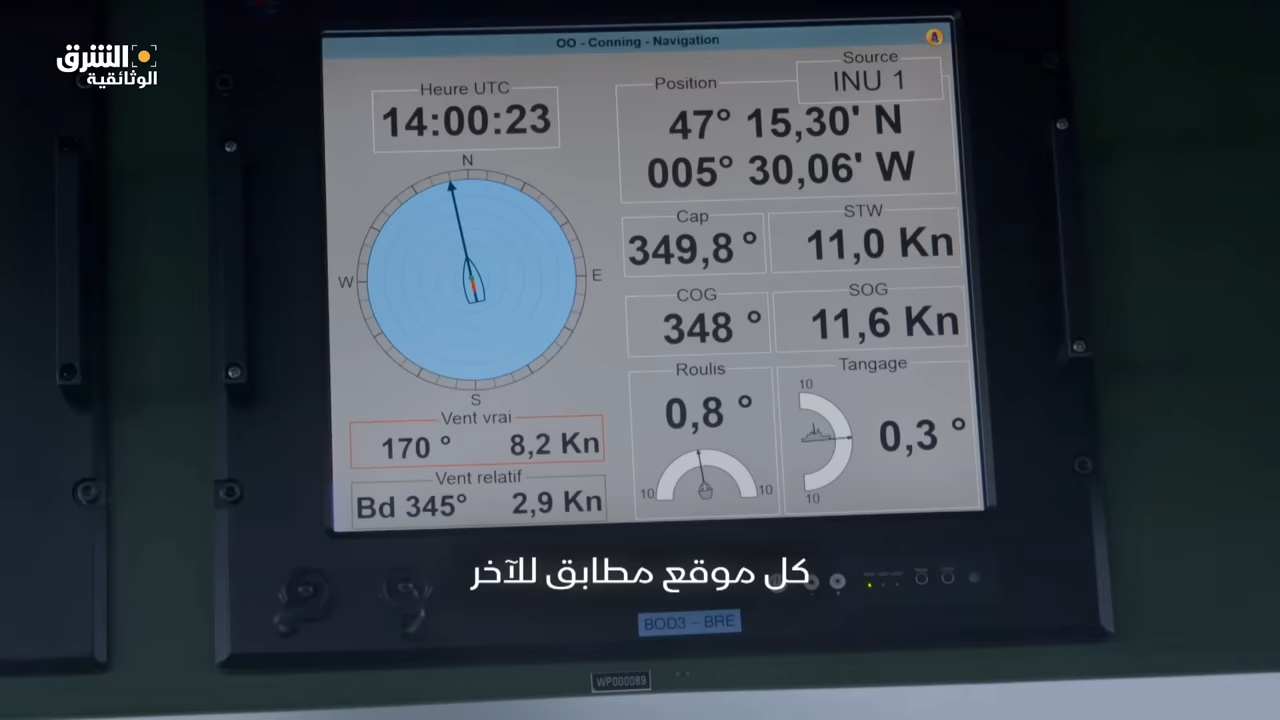 الشرق
الوثائقية
OO - Conning - Navigation
Heure UTC
14:00:23
N
W
E
S
Vent vrai
170 ° 8,2 Kn
Vent relatif
Bd 345° 2,9 Kn
Position
Source
INU 1
47° 15,30' N
005° 30,06' W
Cap
349,8 °
STW
11,0 Kn
COG
348 °
SOG
11,6 Kn
Roulis
0,8 °
10 10
Tangage
10
0,3 °
10
كل موقع مطابق للآخر
BOD3 - BRE
WP000089